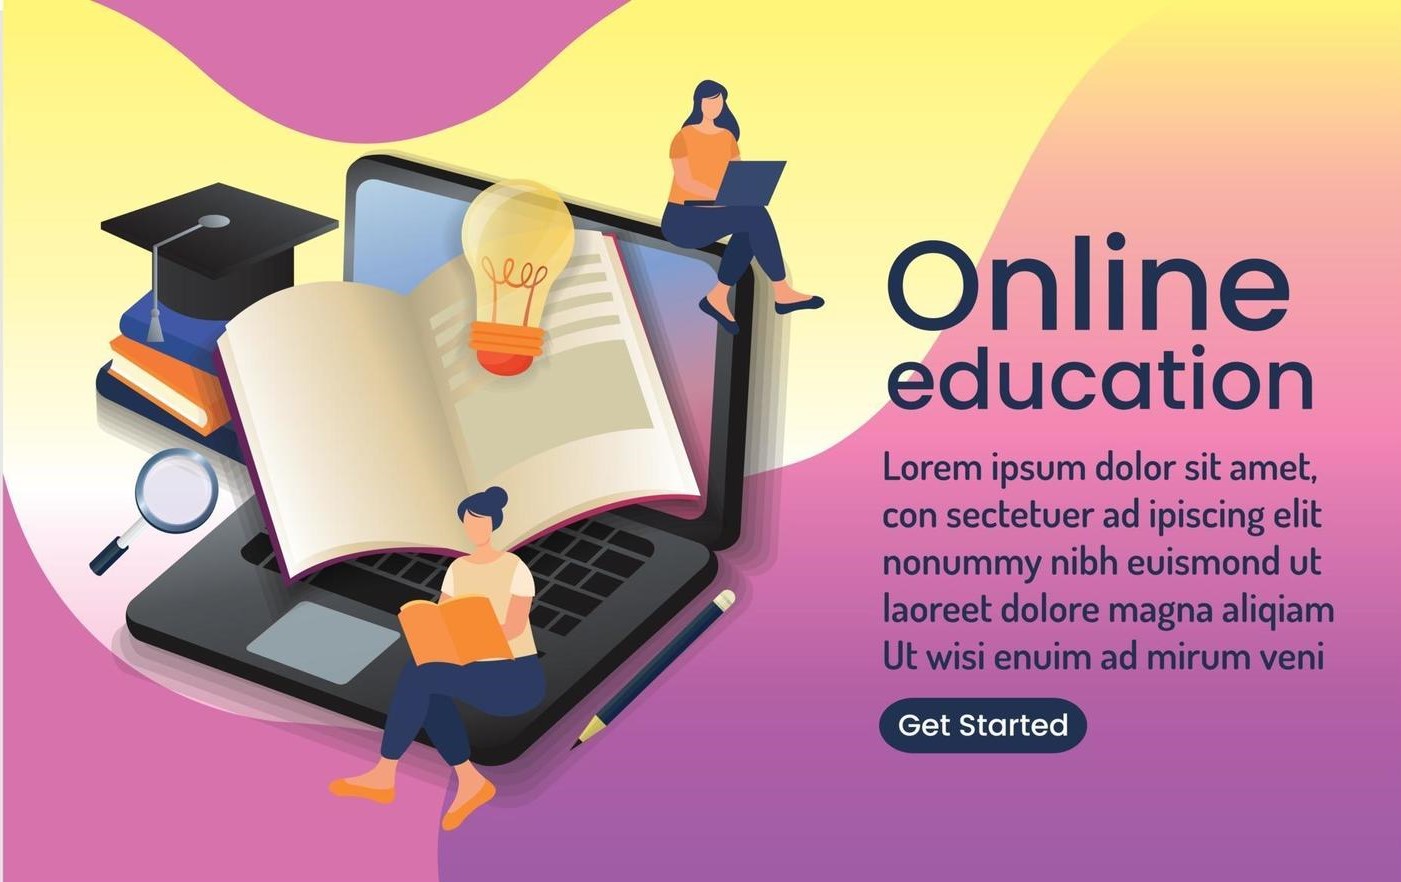 Online
education
Lorem ipsum dolor sit amet,
con sectetuer ad ipiscing elit
nonummy nibh euismond ut
laoreet dolore magna aliqiam
Ut wisi enuim ad mirum veni
Get Started